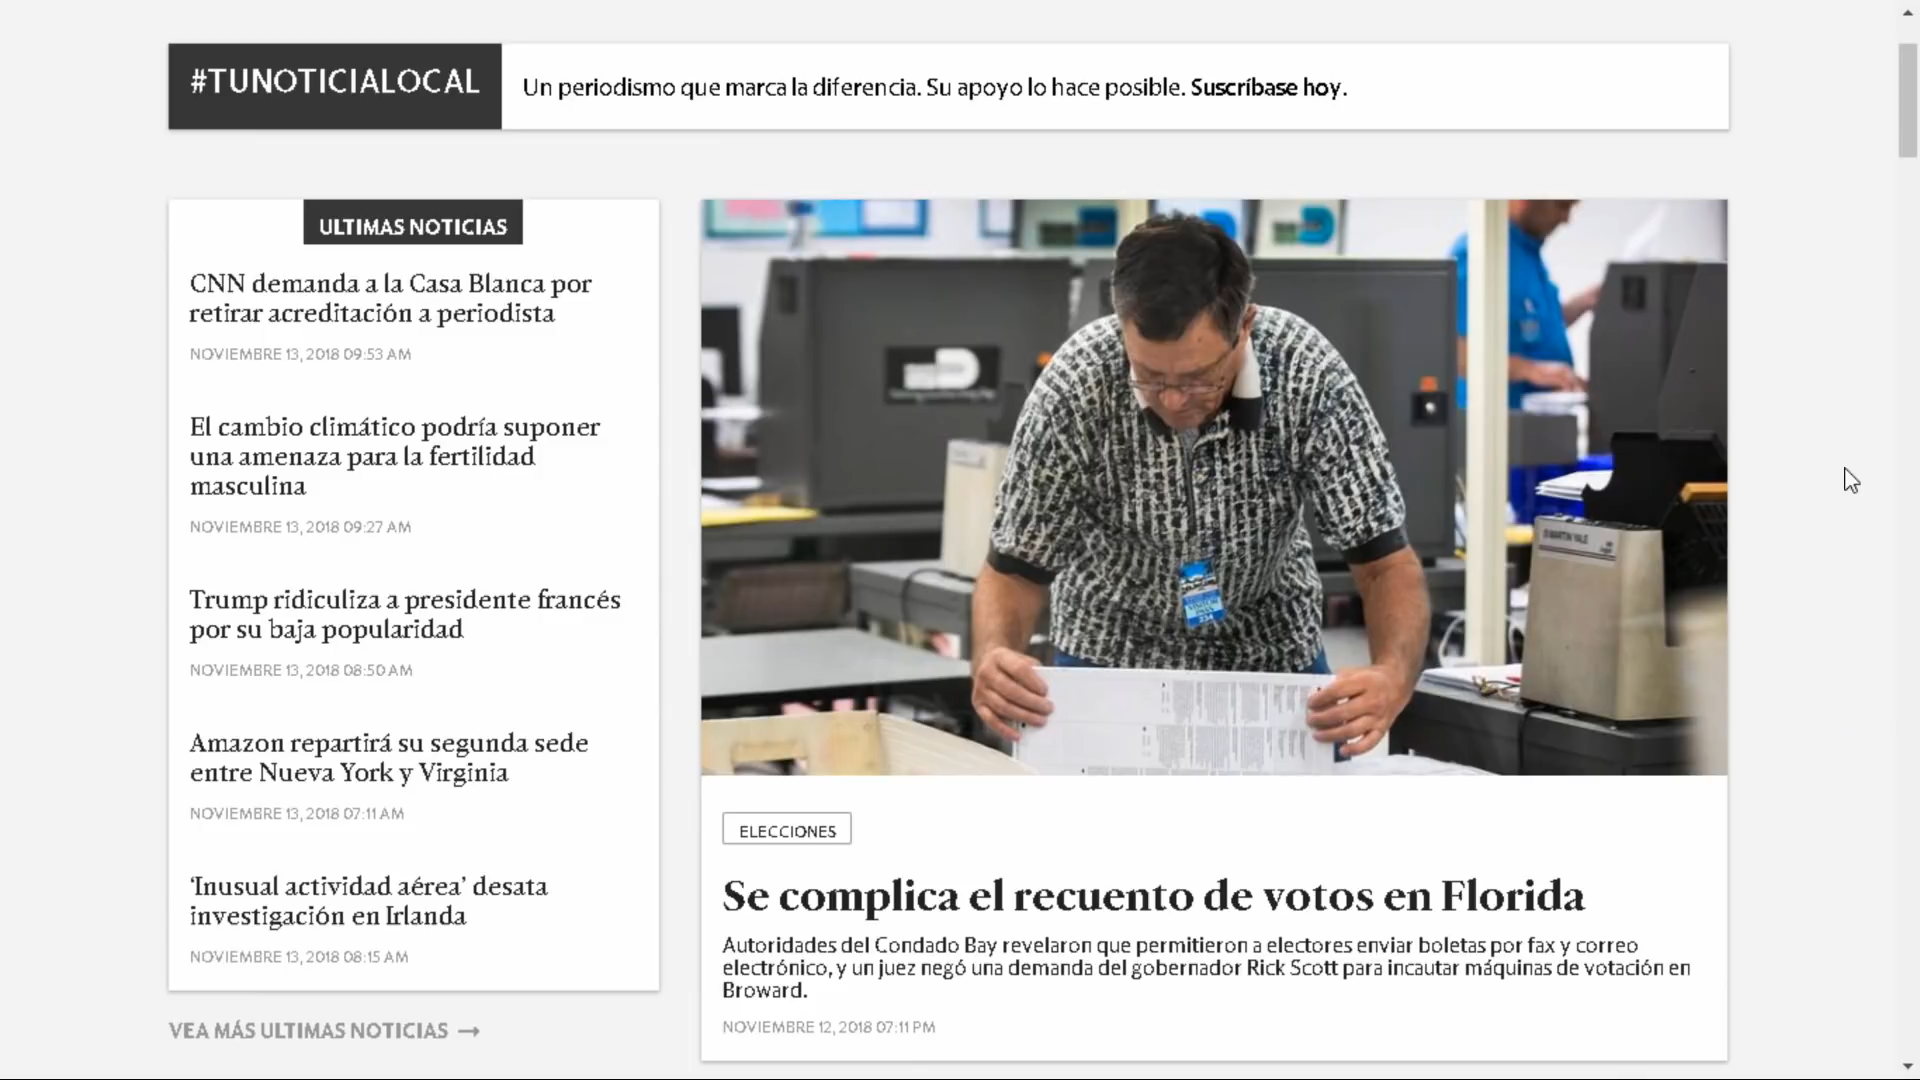 #TUNOTICIALOCAL
Un periodismo que marca la diferencia. Su apoyo lo hace posible. Suscríbase hoy.
ULTIMAS NOTICIAS
CNN demanda a la Casa Blanca por
retirar acreditación a periodista
NOVIEMBRE 13, 2018 09:53 AM
El cambio climático podría suponer
una amenaza para la fertilidad
masculina
NOVIEMBRE 13, 2018 09:27 AM
Trump ridiculiza a presidente francés
por su baja popularidad
NOVIEMBRE 13, 2018 08:50 AM
Amazon repartirá su segunda sede
entre Nueva York y Virginia
NOVIEMBRE 13, 2018 07:11 AM
‘Inusual actividad aérea’ desata
investigación en Irlanda
NOVIEMBRE 13, 2018 08:15 AM
VEA MÁS ULTIMAS NOTICIAS →
MARTIN YALE
234
ELECCIONES
Se complica el recuento de votos en Florida
Autoridades del Condado Bay revelaron que permitieron a electores enviar boletas por fax y correo
electrónico, y un juez negó una demanda del gobernador Rick Scott para incautar máquinas de votación en
Broward.
NOVIEMBRE 12, 2018 07:11 PM